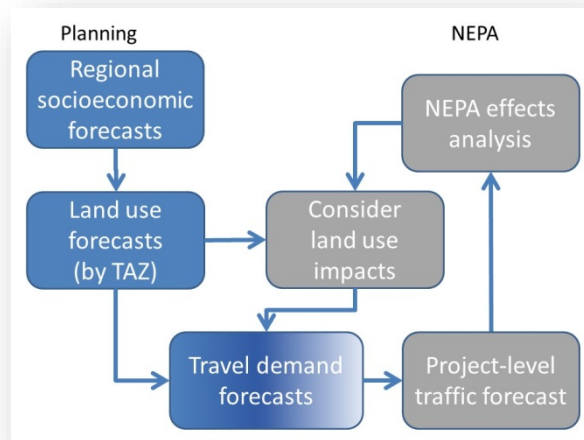 Planning
NEPA
Regional
socioeconomic
forecasts
NEPA effects
analysis
Land use
forecasts
(by TAZ)
Consider
land use
impacts
Travel demand
forecasts
Project-level
traffic forecast